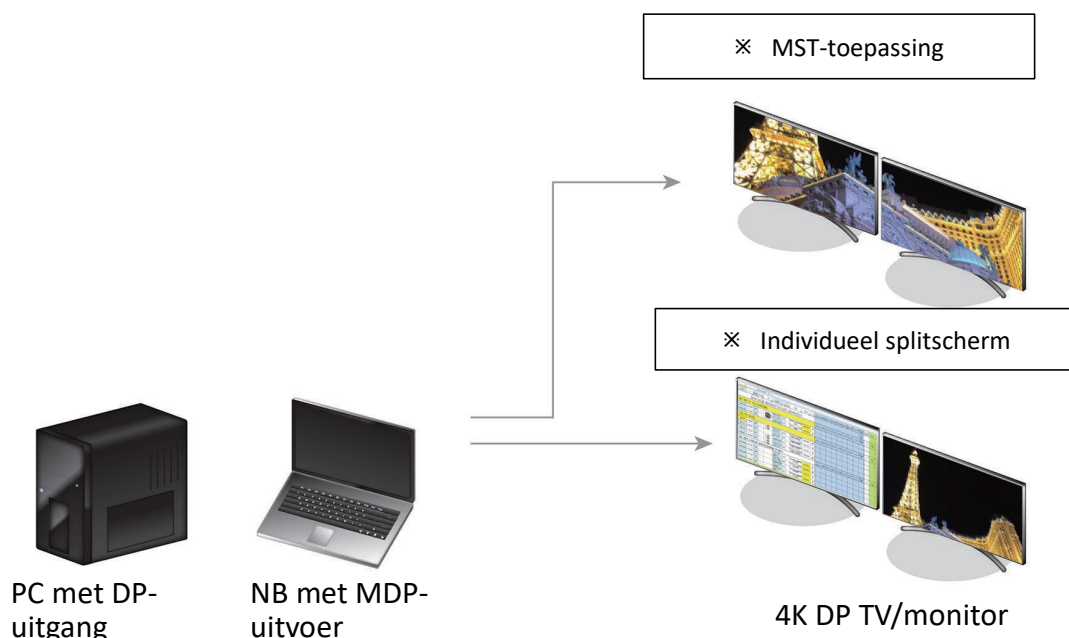 ※ MST-toepassing
※ Individueel splitscherm
PC met DP-
uitgang
NB met MDP-
uitvoer
4K DP TV/monitor